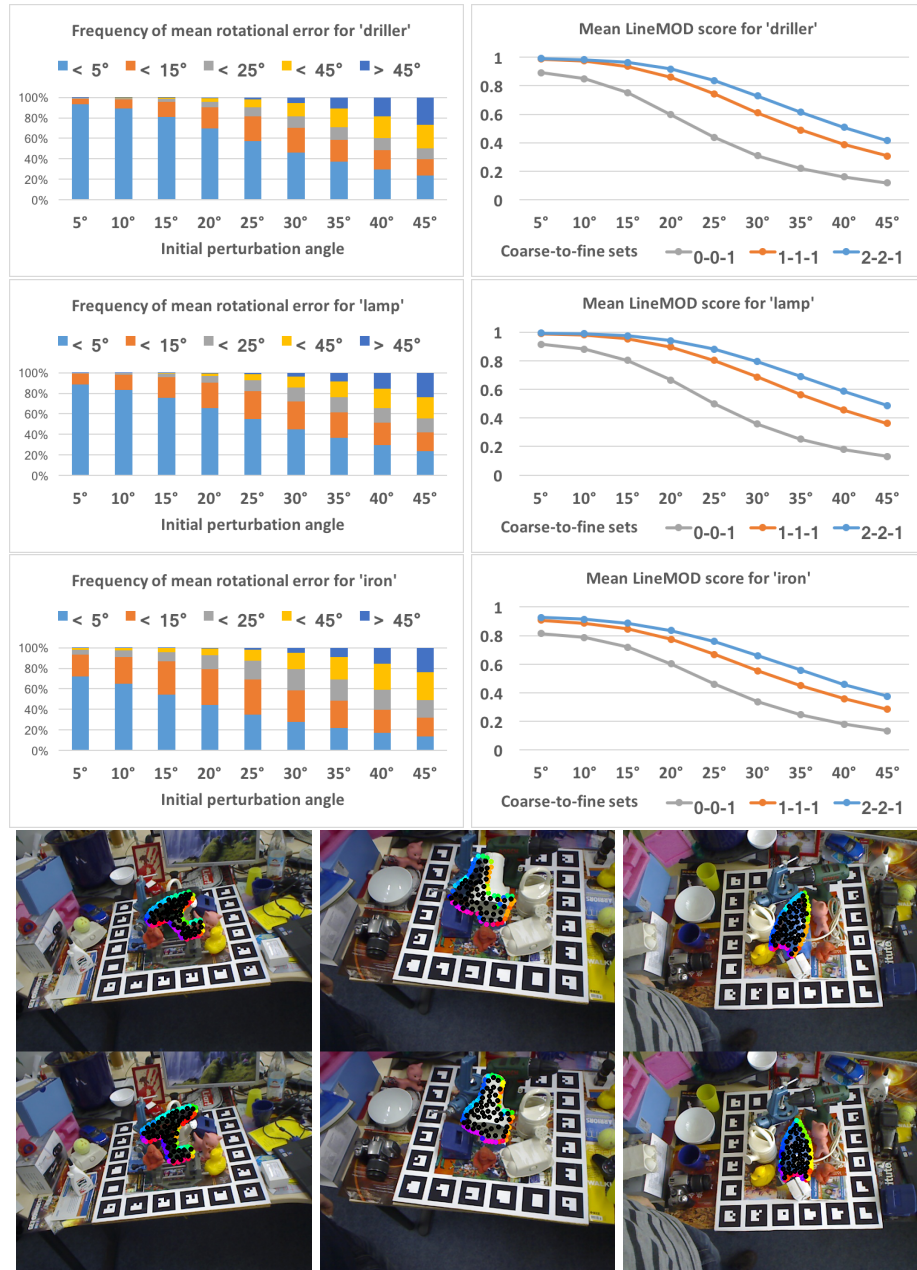 Frequency of mean rotational error for 'driller'
< 5° < 15° < 25° < 45° > 45°
100%
80%
60%
40%
20%
0%
5° 10° 15° 20° 25° 30° 35° 40° 45°
Initial perturbation angle
Mean LineMOD score for 'driller'
1
0.8
0.6
0.4
0.2
0
5° 10° 15° 20° 25° 30° 35° 40° 45°
Coarse-to-fine sets 0-0-1 1-1-1 2-2-1
Frequency of mean rotational error for 'lamp'
< 5° < 15° < 25° < 45° > 45°
100%
80%
60%
40%
20%
0%
5° 10° 15° 20° 25° 30° 35° 40° 45°
Initial perturbation angle
Mean LineMOD score for 'lamp'
1
0.8
0.6
0.4
0.2
0
5° 10° 15° 20° 25° 30° 35° 40° 45°
Coarse-to-fine sets 0-0-1 1-1-1 2-2-1
Frequency of mean rotational error for 'iron'
< 5° < 15° < 25° < 45° > 45°
100%
80%
60%
40%
20%
0%
5° 10° 15° 20° 25° 30° 35° 40° 45°
Initial perturbation angle
Mean LineMOD score for 'iron'
1
0.8
0.6
0.4
0.2
0
5° 10° 15° 20° 25° 30° 35° 40° 45°
Coarse-to-fine sets 0-0-1 1-1-1 2-2-1